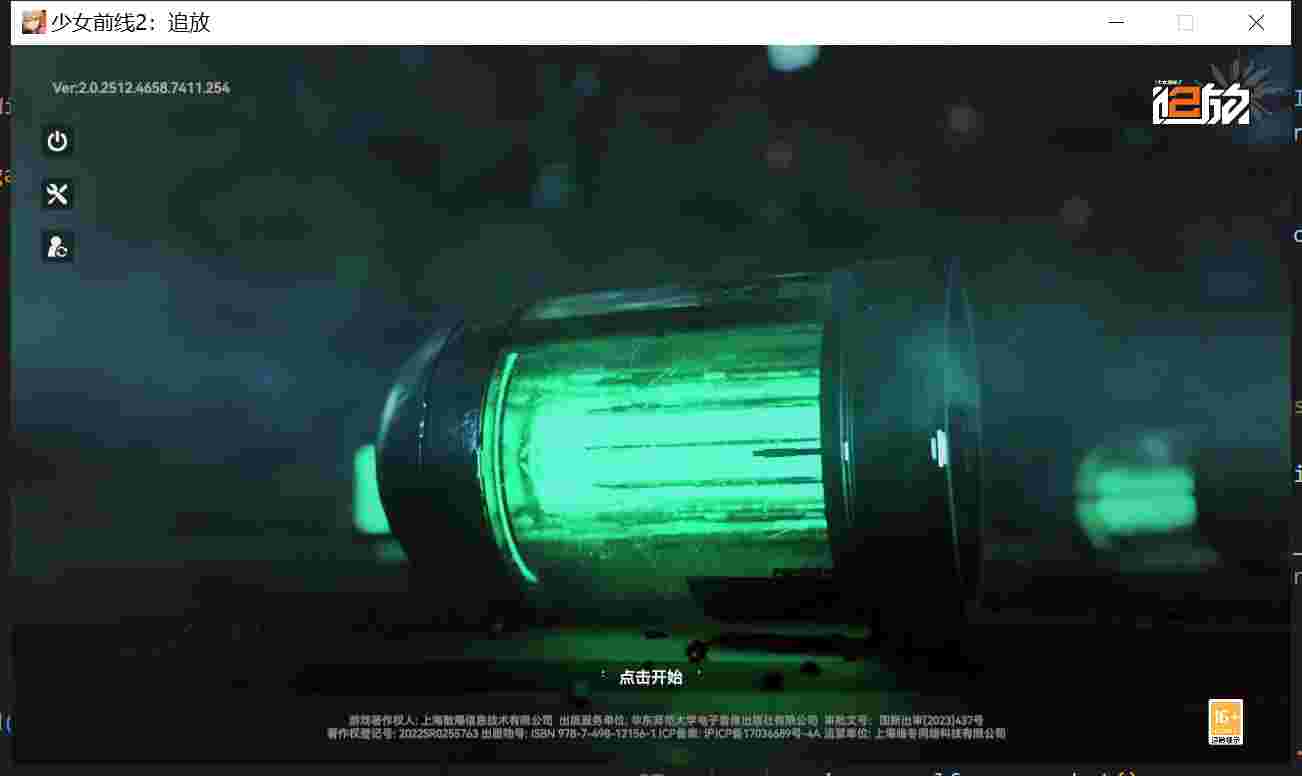 少女前线2：追放
Ver:2.0.2512.4658.7411.254
追放
点击开始
游戏著作权人: 上海散爆信息技术有限公司 出版服务单位: 华东师范大学电子音像出版社有限公司 审批文号: 国新出审[2023]437号
著作权登记号: 2022SR0255763 出版物号: ISBN 978-7-498-12156-1 ICP备案: 沪ICP备17036689号-4A 运营单位: 上海暗夸网络科技有限公司
16+
适龄提示